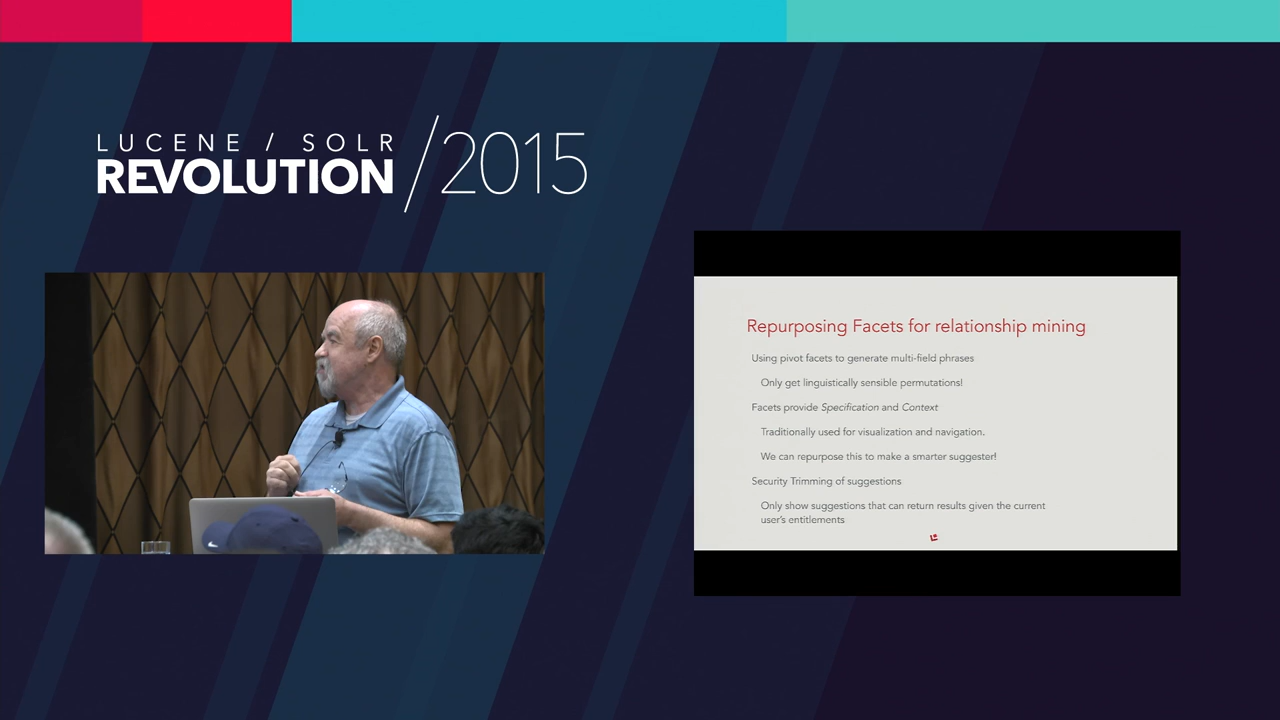 LUCENE / SOLR
REVOLUTION
/2015
Repurposing Facets for relationship mining
Using pivot facets to generate multi-field phrases
Only get linguistically sensible permutations!
Facets provide Specification and Context
Traditionally used for visualization and navigation.
We can repurpose this to make a smarter suggester!
Security Trimming of suggestions
Only show suggestions that can return results given the current
user's entitlements